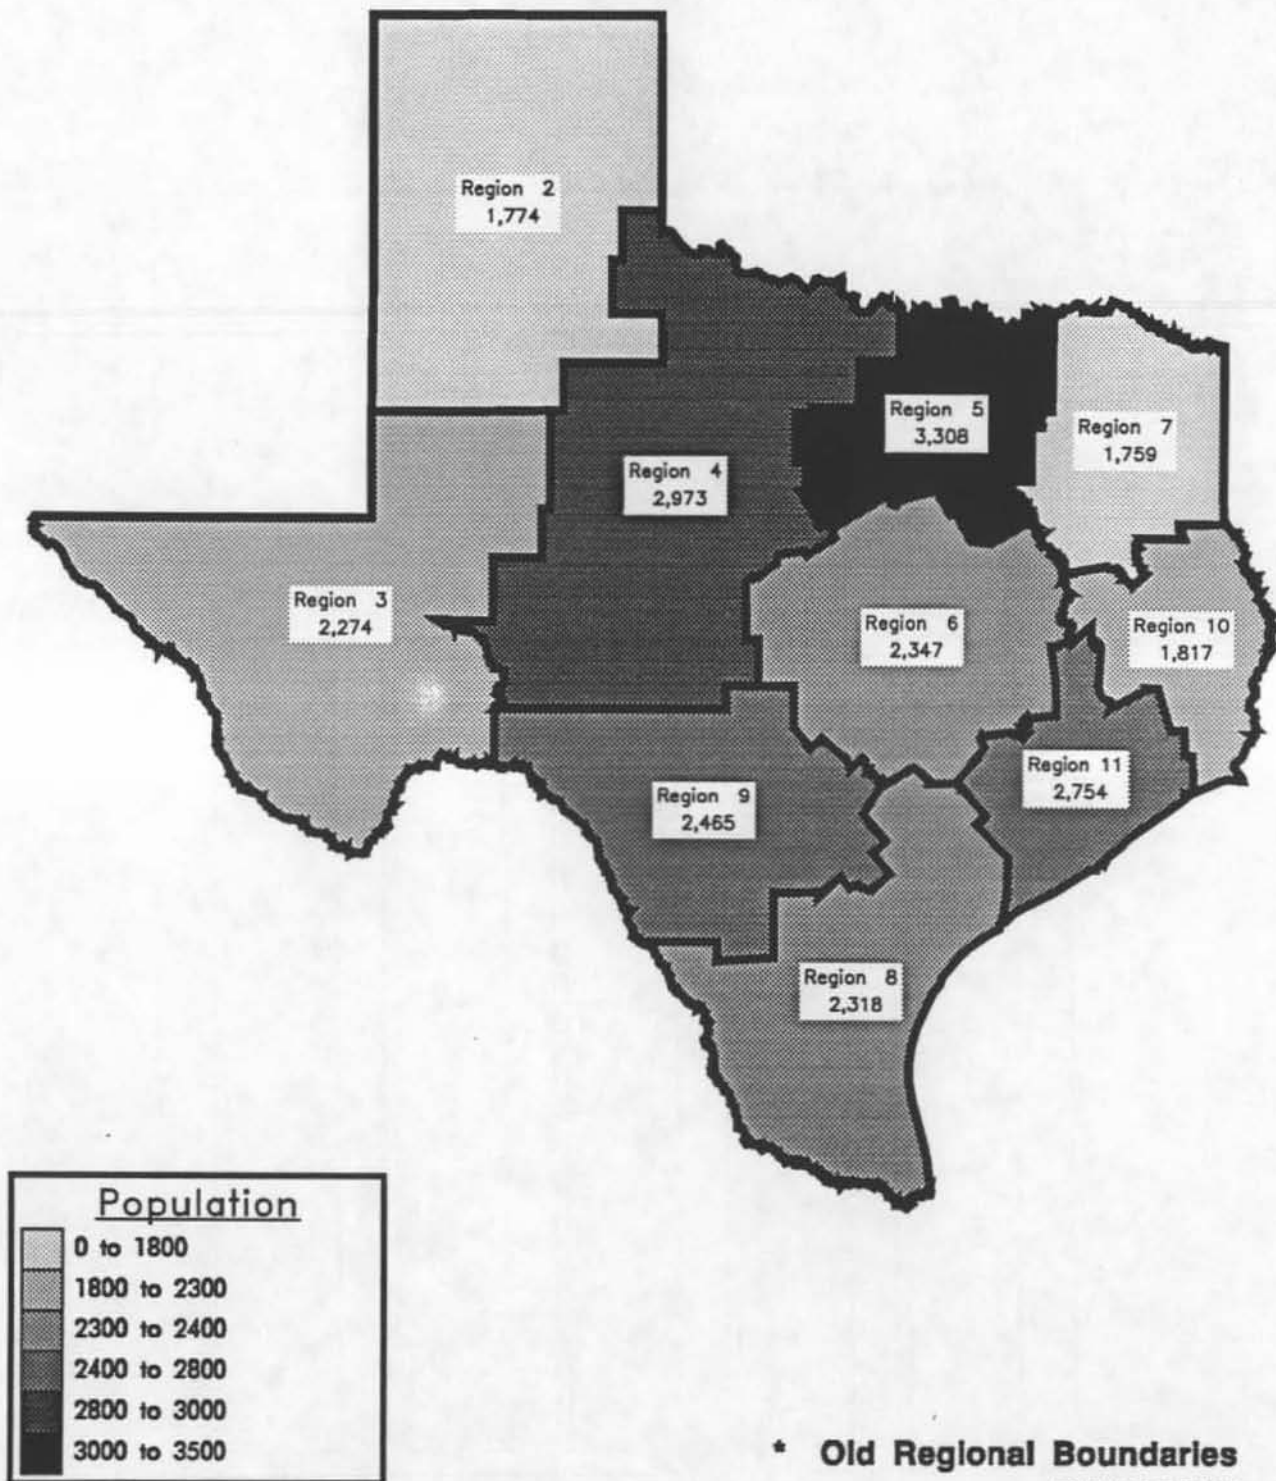 Region 2
1,774
Region 5
3,308
Region 7
1,759
Region 4
2,973
Region 3
2,274
Region 6
2,347
Region 10
1,817
Region 11
2,754
Region 9
2,465
Region 8
2,318
Population
0 to 1800
1800 to 2300
2300 to 2400
2400 to 2800
2800 to 3000
3000 to 3500
* Old Regional Boundaries